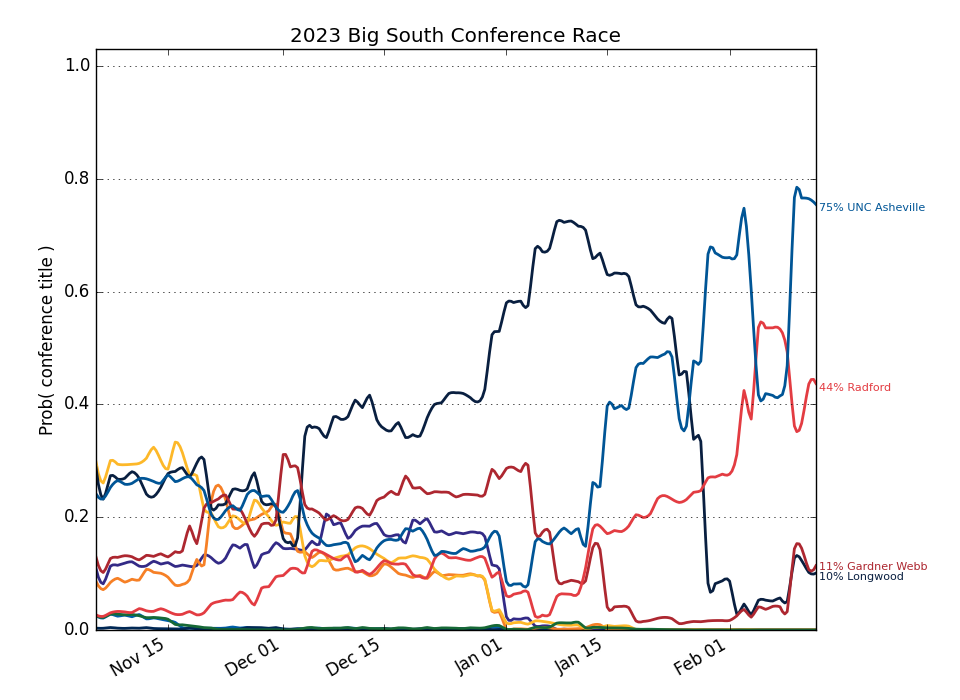 2023 Big South Conference Race
Prob( conference title )
1.0
0.8
0.6
0.4
0.2
0.0
75% UNC Asheville
44% Radford
11% Gardner Webb
10% Longwood
Nov 15
Dec 01
Dec 15
Jan 01
Jan 15
Feb 01